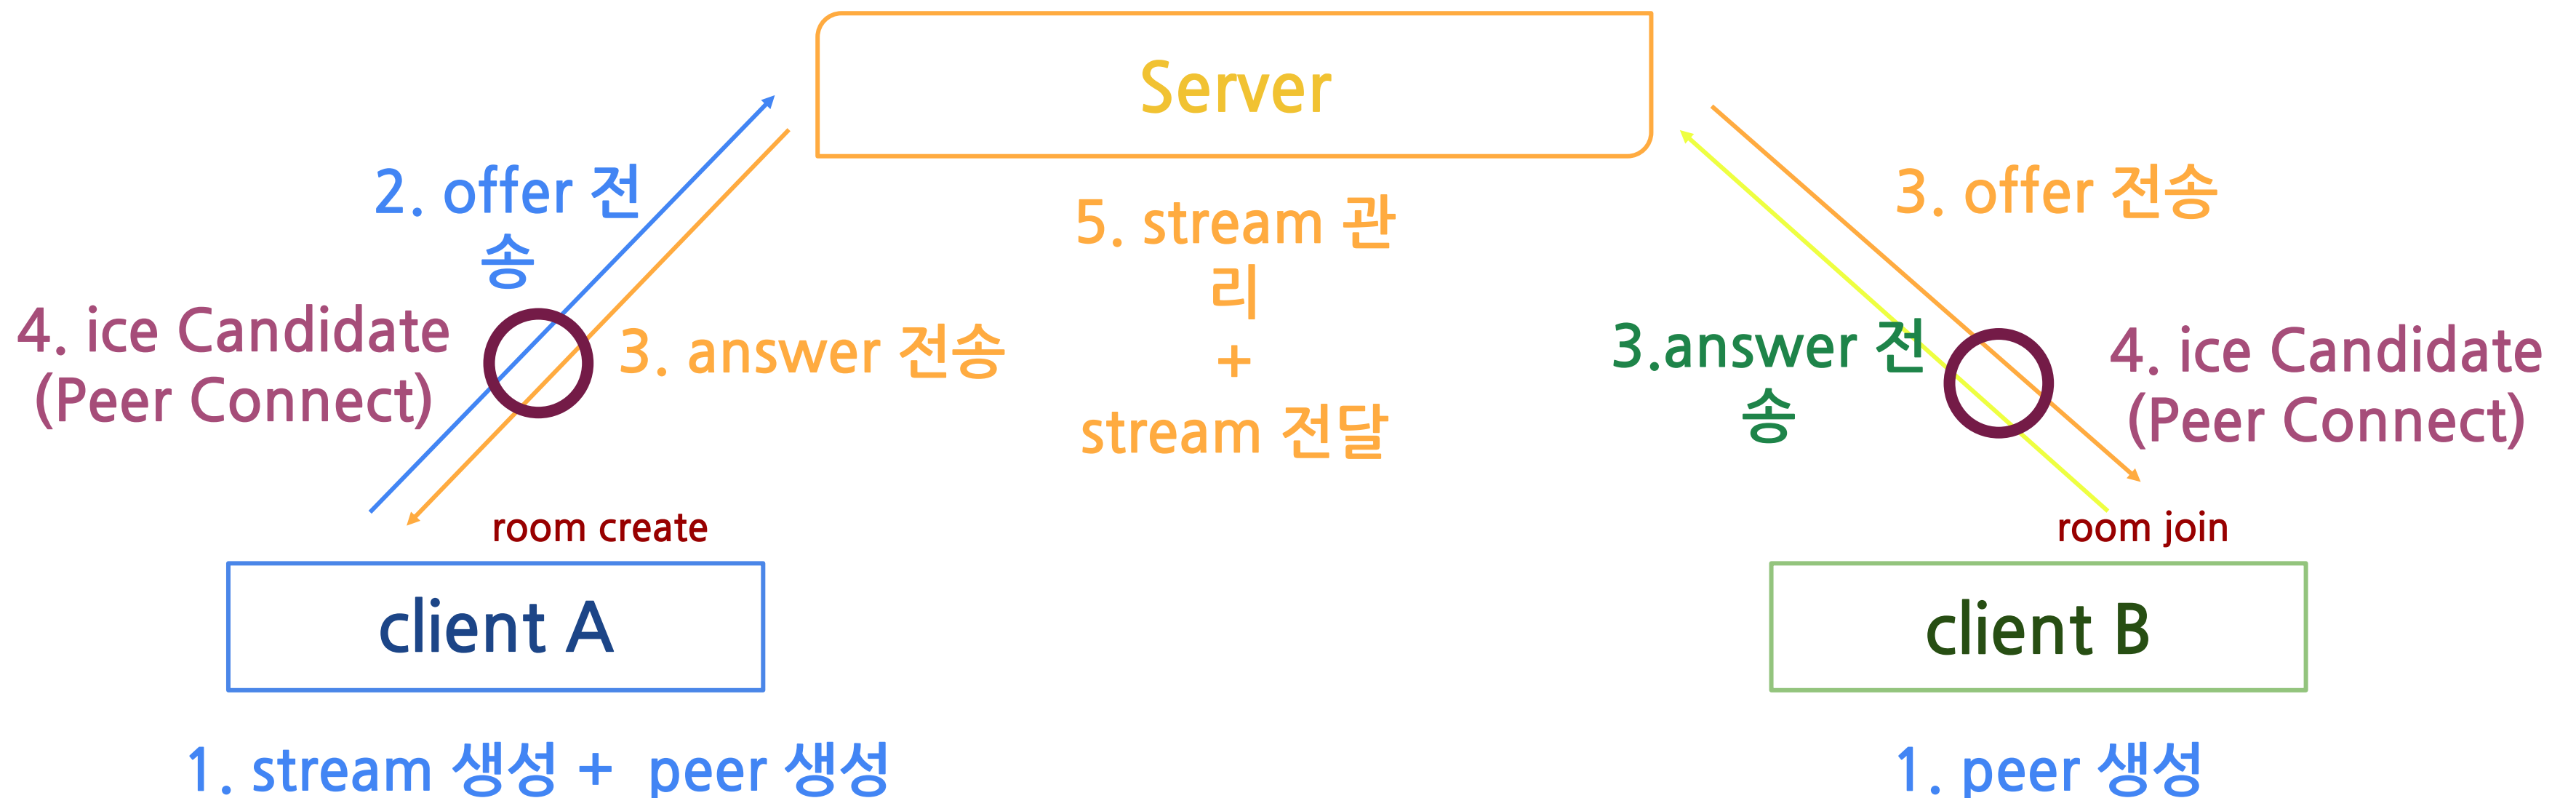 Server
2. offer 전
송
3. offer 전송
5. stream 관
리
+
stream 전달
4. ice Candidate
(Peer Connect)
3. answer 전송
3.answer 전
송
4. ice Candidate
(Peer Connect)
room create
room join
client A
client B
1. stream 생성 + peer 생성
1. peer 생성